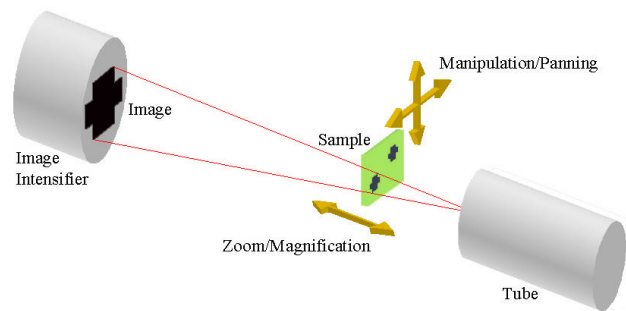 Manipulation/Panning
Image
Sample
Image
Intensifier
Zoom/Magnification
Tube